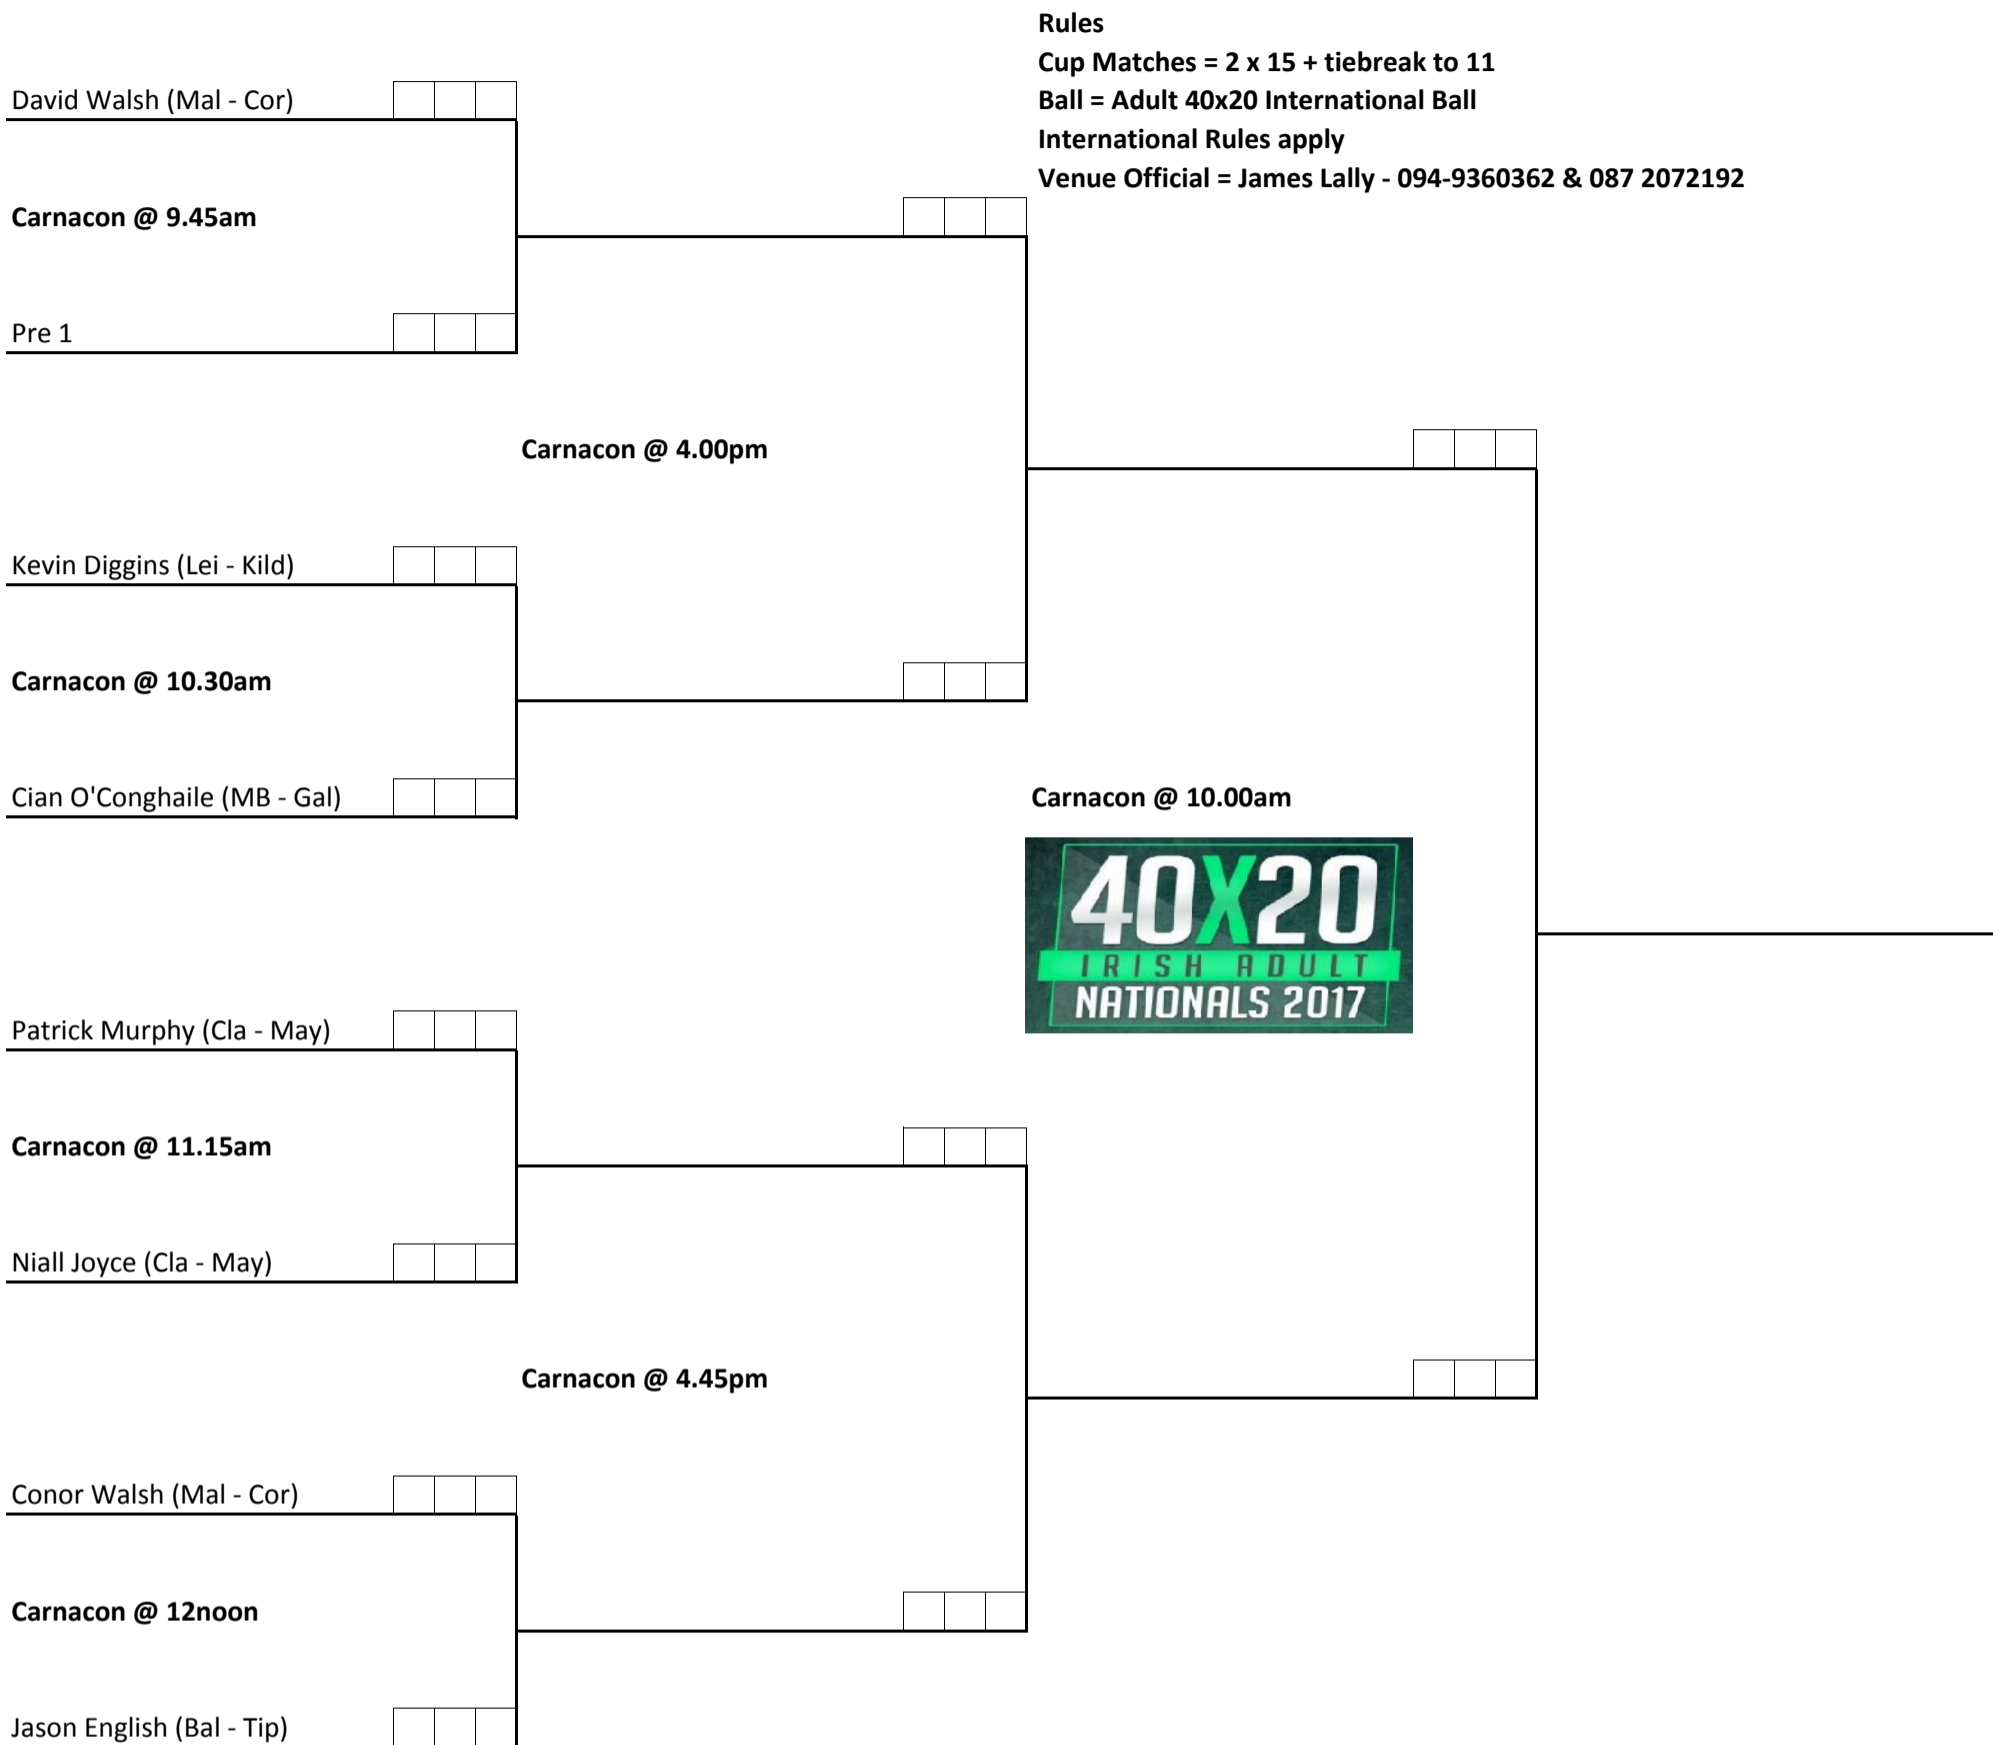 Rules
Cup Matches = 2 x 15 + tiebreak to 11
Ball = Adult 40x20 International Ball
International Rules apply
Venue Official = James Lally - 094-9360362 & 087 2072192
David Walsh (Mal - Cor)
Carnacon @ 9.45am
Pre 1
Carnacon @ 4.00pm
Kevin Diggins (Lei - Kild)
Carnacon @ 10.30am
Cian O'Conghaile (MB - Gal)
Carnacon @ 10.00am
40X20
IRISH ADULT
NATIONALS 2017
Patrick Murphy (Cla - May)
Carnacon @ 11.15am
Niall Joyce (Cla - May)
Carnacon @ 4.45pm
Conor Walsh (Mal - Cor)
Carnacon @ 12noon
Jason English (Bal - Tip)